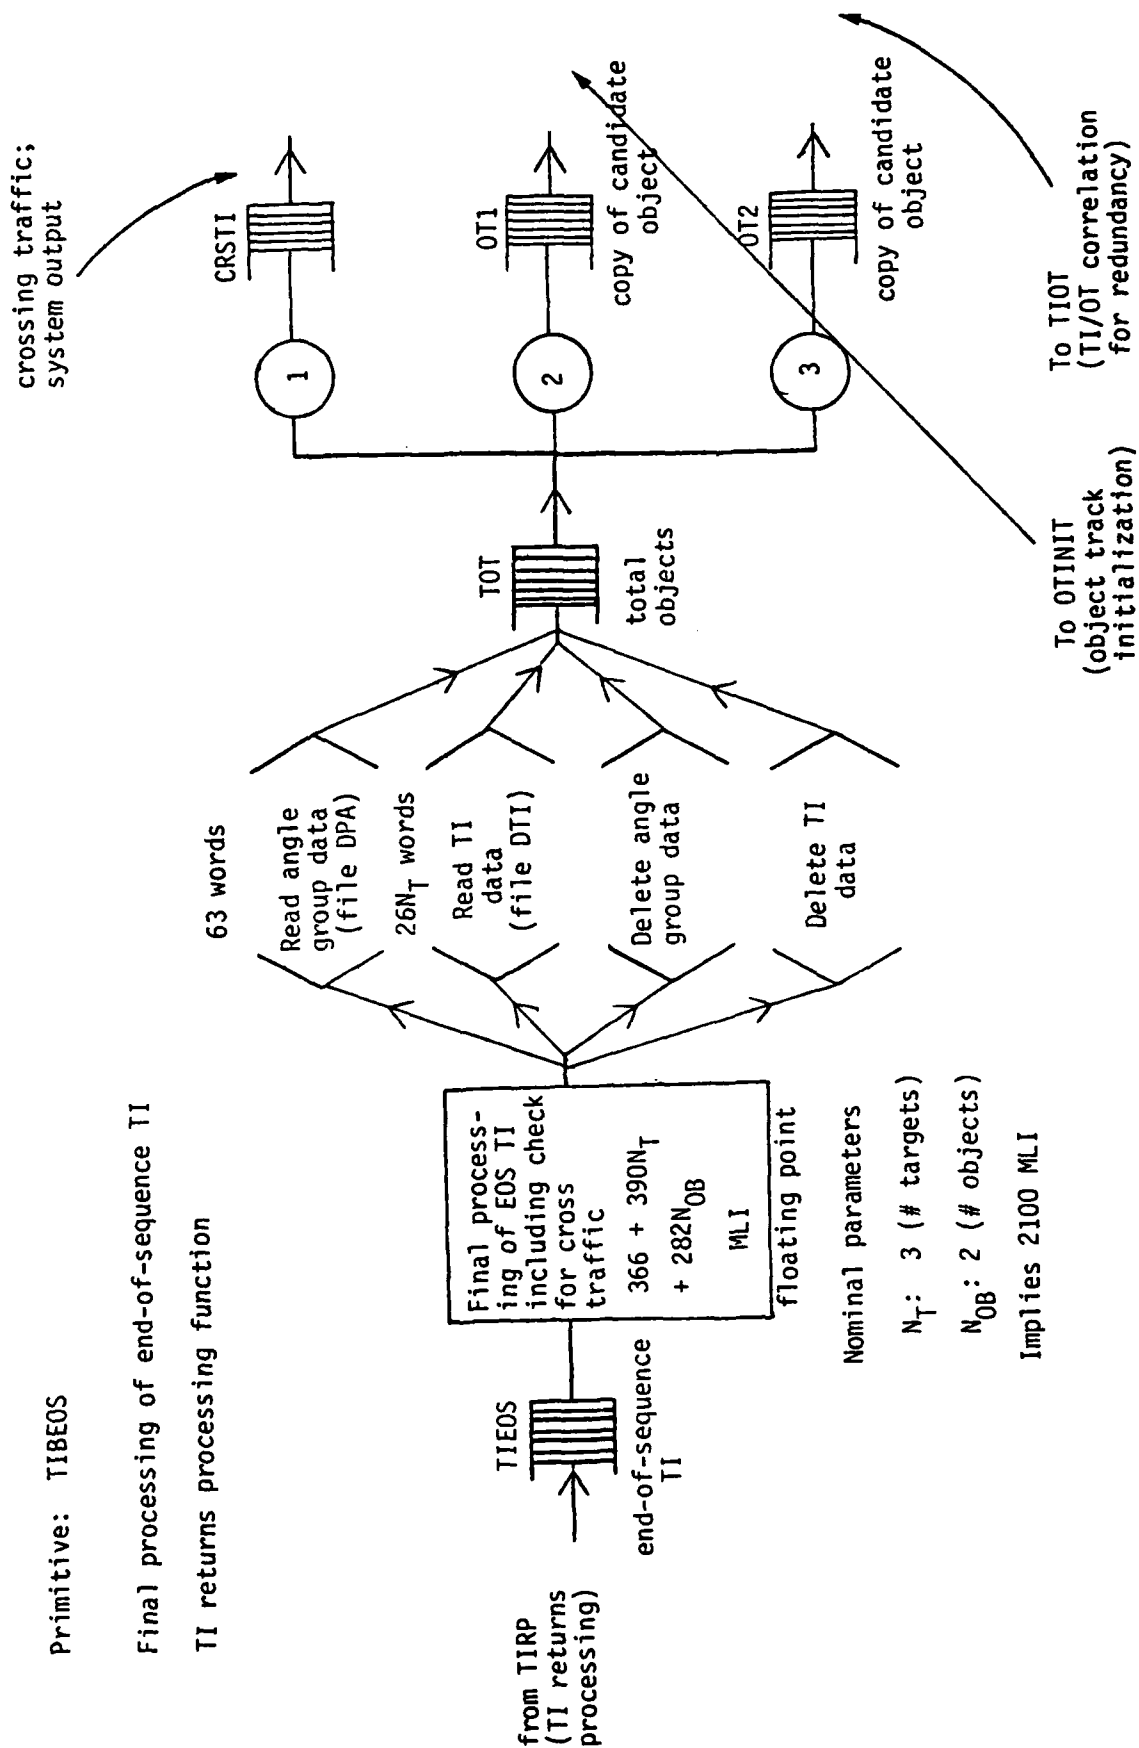 Primitive: TIBEOS
Final processing of end-of-sequence TI
TI returns processing function
from TIRP
(TI returns
processing)
TIEOS
end-of-sequence
TI
Final process-
ing of EOS TI
including check
for cross
traffic
366 + 390N_T
+ 282N_OB
MLI
floating point
Nominal parameters
N_T: 3 (# targets)
N_OB: 2 (# objects)
Implies 2100 MLI
63 words
Read angle
group data
(file DPA)
26N_T words
Read TI
data
(file DTI)
Delete angle
group data
Delete TI
data
TOT
total
objects
1
2
3
crossing traffic;
system output
CRSTI
OT1
copy of candidate
object
OT2
copy of candidate
object
To OTINIT
(object track
initialization)
To TIOT
(TI/OT correlation
for redundancy)